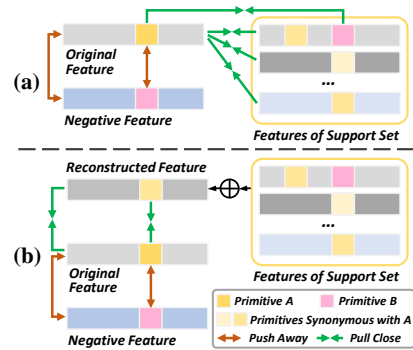 (a)
Original
Feature
Negative Feature
...
Features of Support Set
Reconstructed Feature
(b)
Original
Feature
Negative Feature
...
Features of Support Set
Primitive A
Primitive B
Primitives Synonymous with A
Push Away
Pull Close